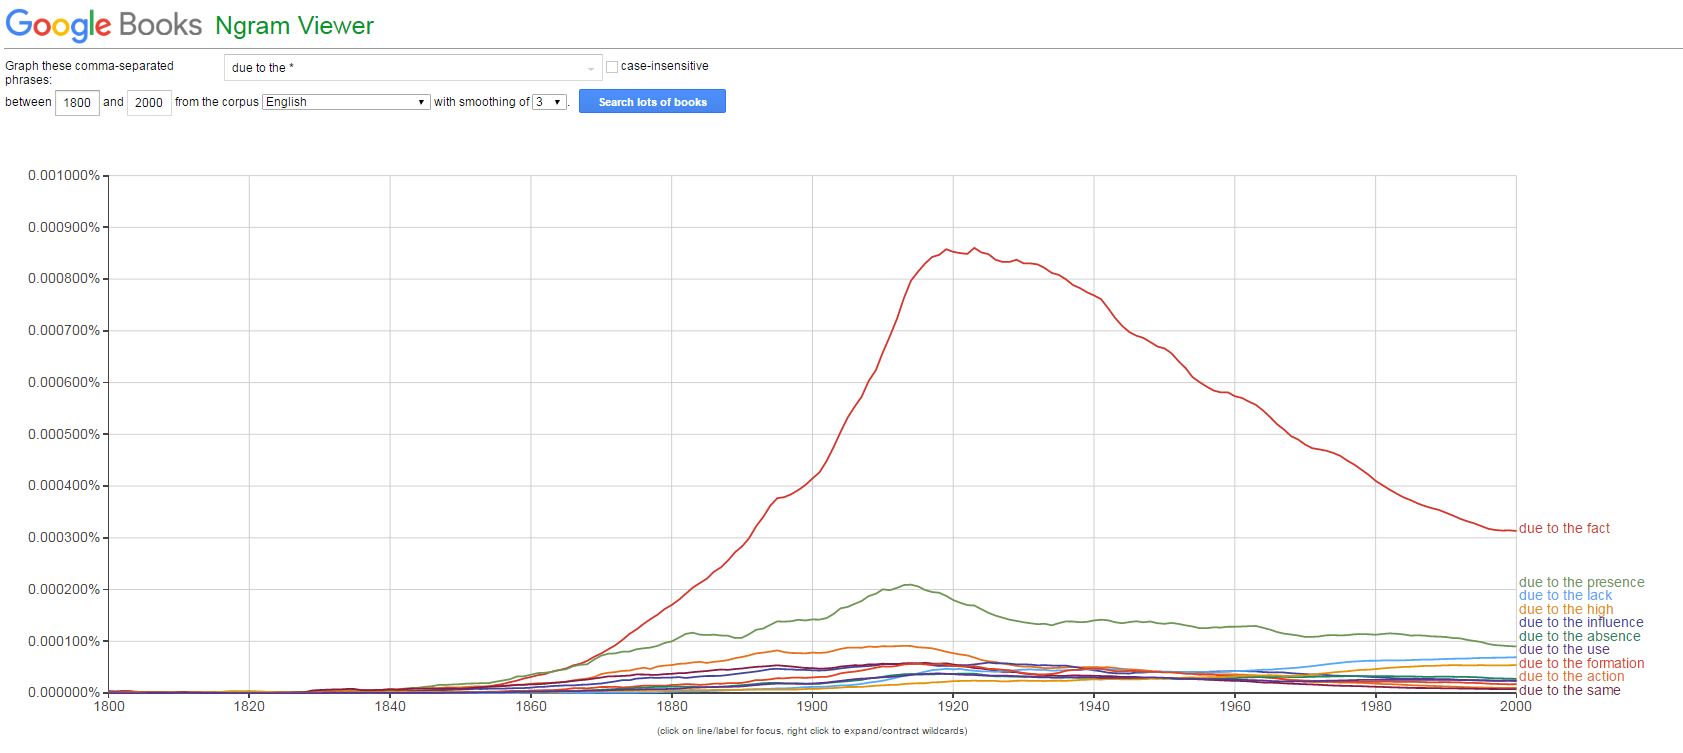 Google Books Ngram Viewer
Graph these comma-separated phrases:
due to the *
case-insensitive
between 1800 and 2000 from the corpus English with smoothing of 3 .
Search lots of books
0.001000%
0.000900%
0.000800%
0.000700%
0.000600%
0.000500%
0.000400%
0.000300%
0.000200%
0.000100%
0.000000%
due to the fact
due to the presence
due to the lack
due to the high
due to the influence
due to the absence
due to the use
due to the formation
due to the action
due to the same
1800 1820 1840 1860 1880 1900 1920 1940 1960 1980 2000
(click on line/label for focus, right click to expand/contract wildcards)